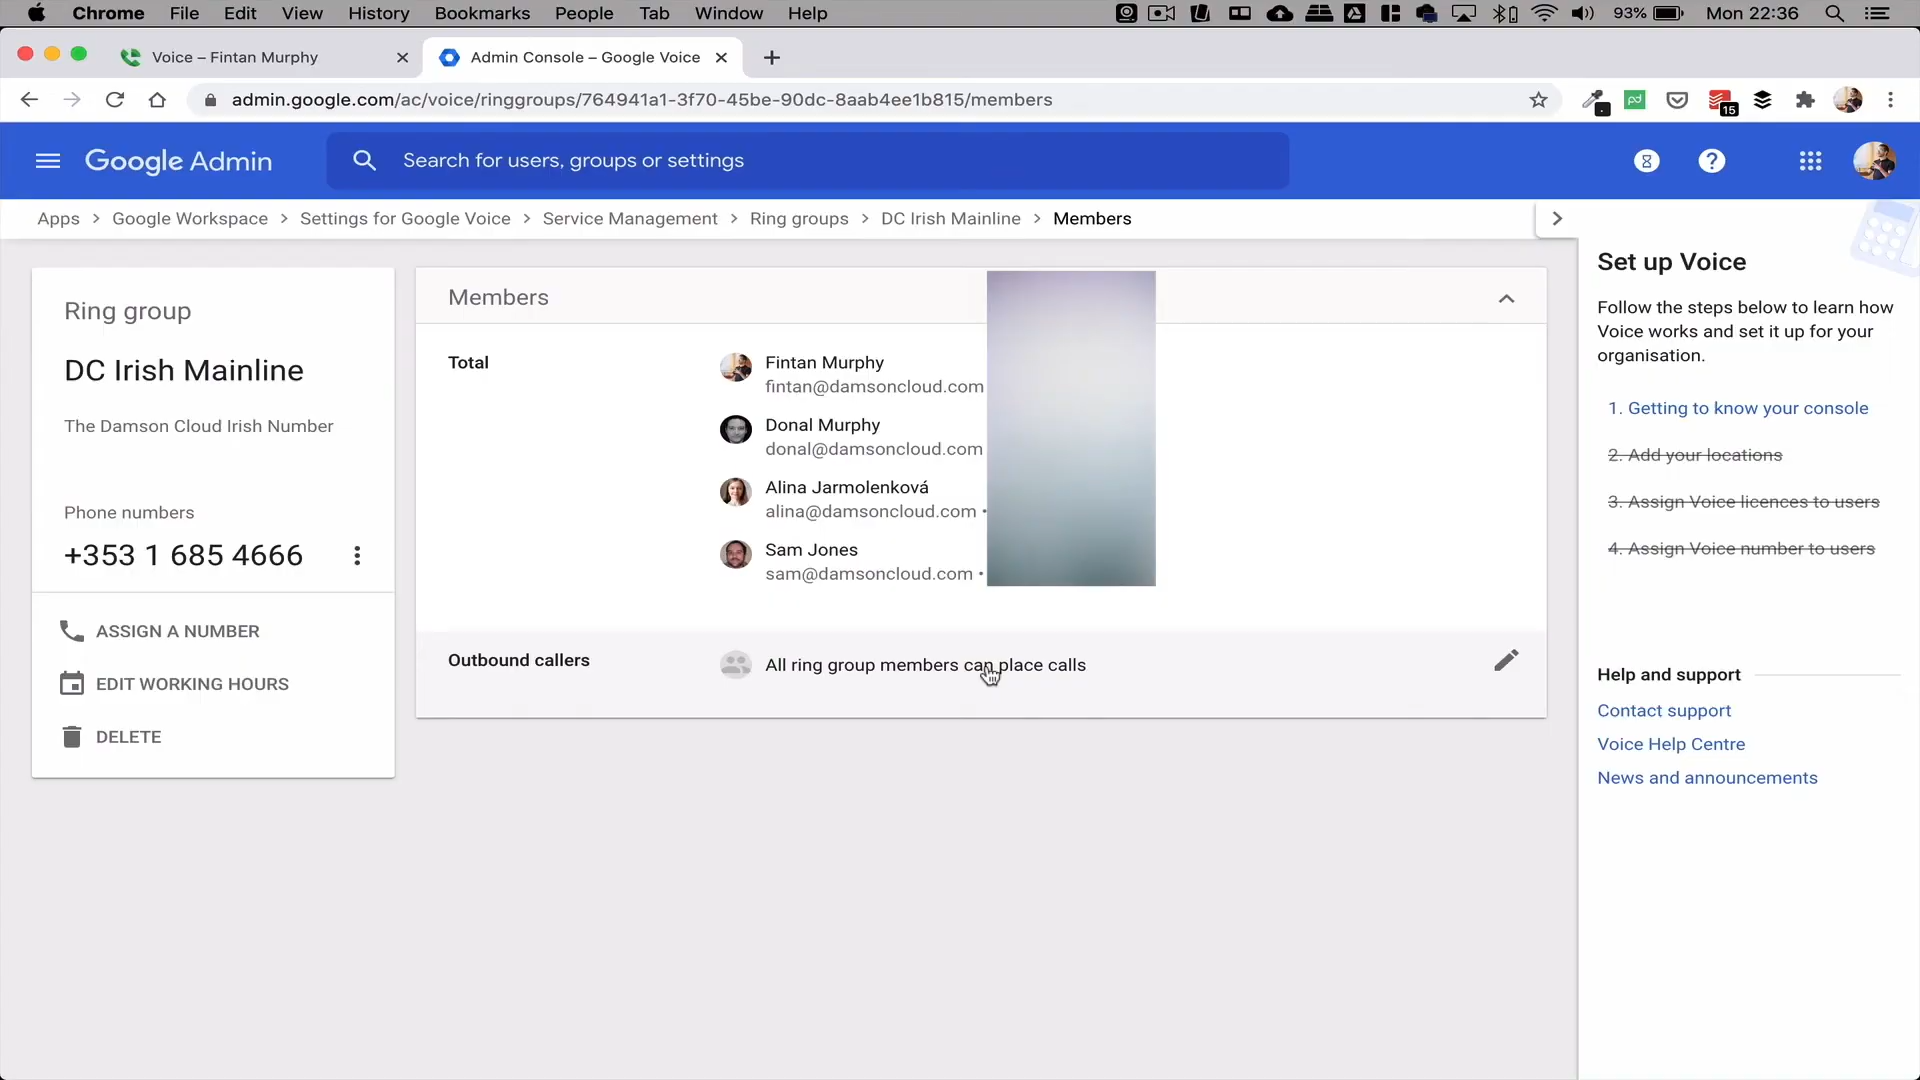 Chrome File Edit View History Bookmarks People Tab Window Help 93% Mon 22:36
Voice – Fintan Murphy
Admin Console – Google Voice
admin.google.com/ac/voice/ringgroups/764941a1-3f70-45be-90dc-8aab4ee1b815/members
15
Google Admin
Search for users, groups or settings
Apps > Google Workspace > Settings for Google Voice > Service Management > Ring groups > DC Irish Mainline > Members
Ring group
DC Irish Mainline
The Damson Cloud Irish Number
Phone numbers
+353 1 685 4666
ASSIGN A NUMBER
EDIT WORKING HOURS
DELETE
Members
Total
Fintan Murphy
fintan@damsoncloud.com
Donal Murphy
donal@damsoncloud.com
Alina Jarmolenková
alina@damsoncloud.com •
Sam Jones
sam@damsoncloud.com •
Outbound callers
All ring group members can place calls
Set up Voice
Follow the steps below to learn how
Voice works and set it up for your
organisation.
1. Getting to know your console
2. Add your locations
3. Assign Voice licences to users
4. Assign Voice number to users
Help and support
Contact support
Voice Help Centre
News and announcements